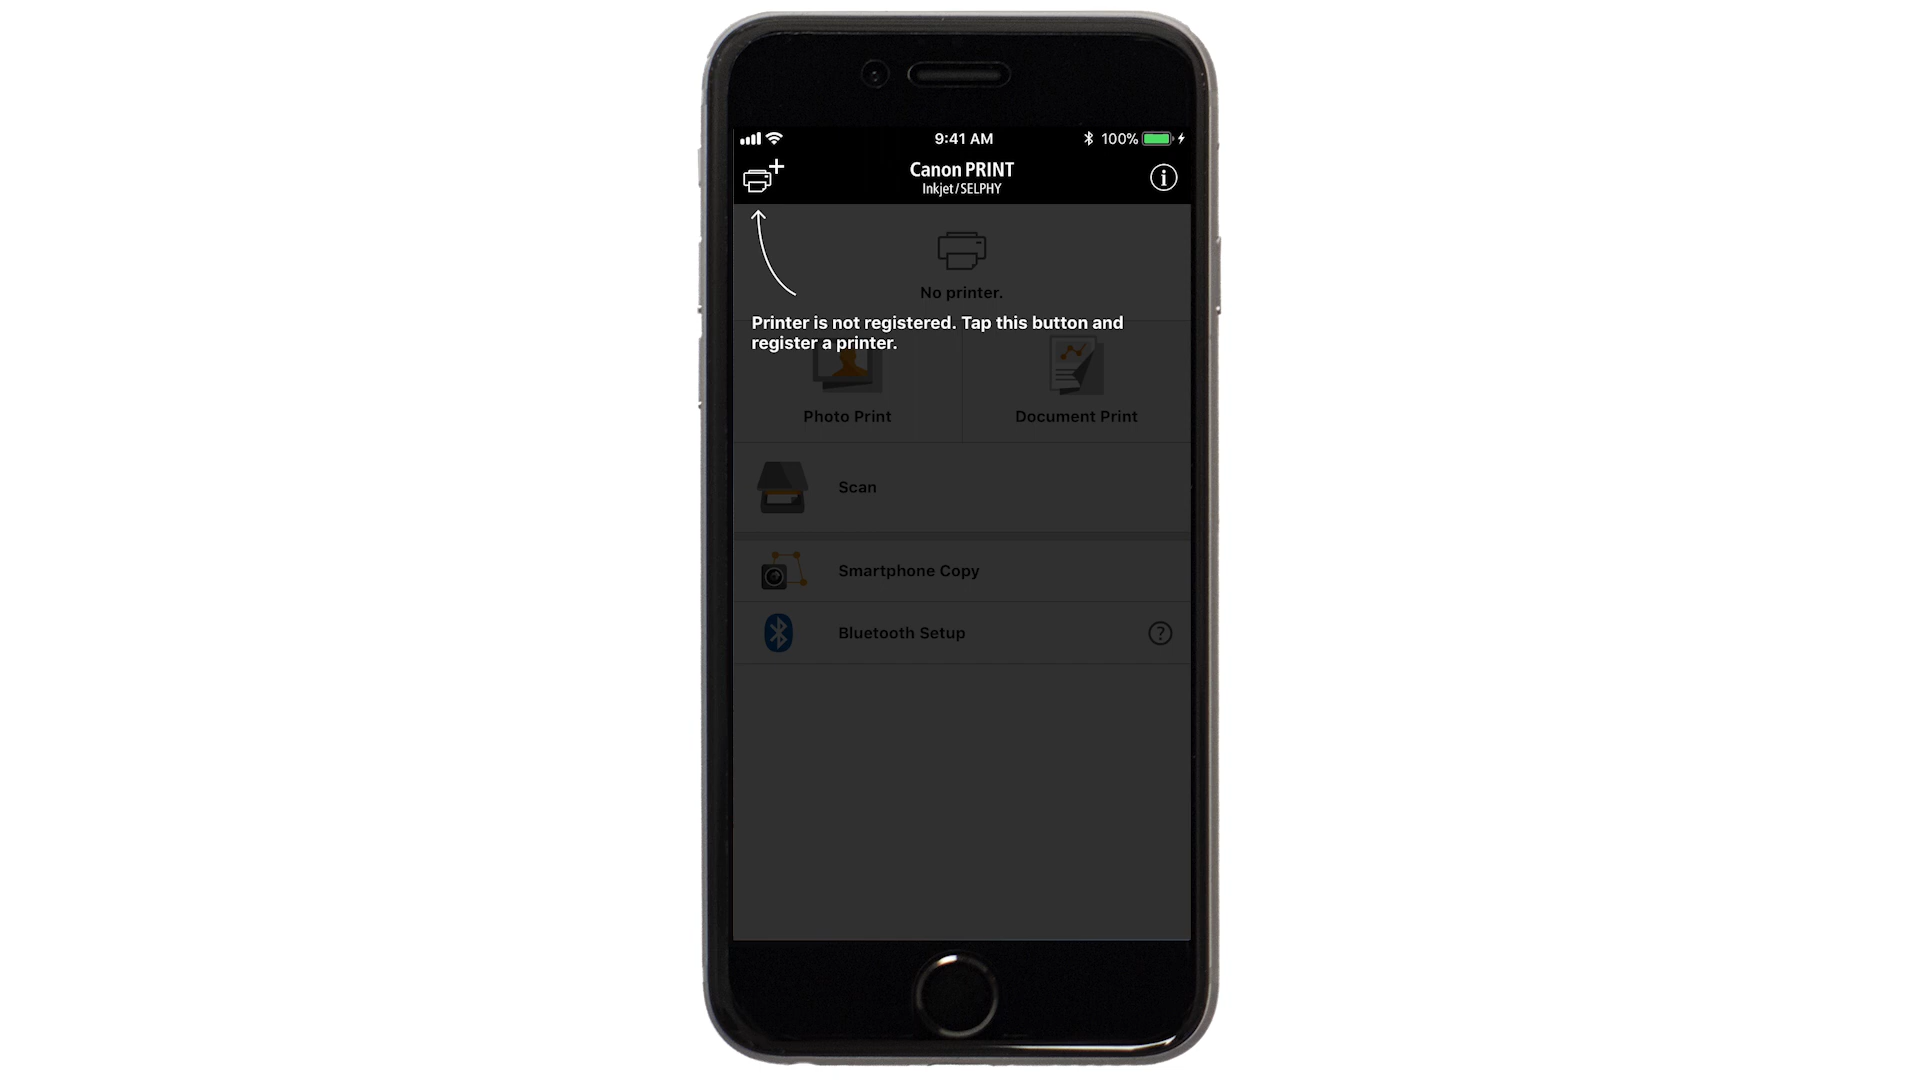 9:41 AM
100%
Canon PRINT
Inkjet/SELPHY
No printer.
Printer is not registered. Tap this button and
register a printer.
Photo Print
Document Print
Scan
Smartphone Copy
Bluetooth Setup